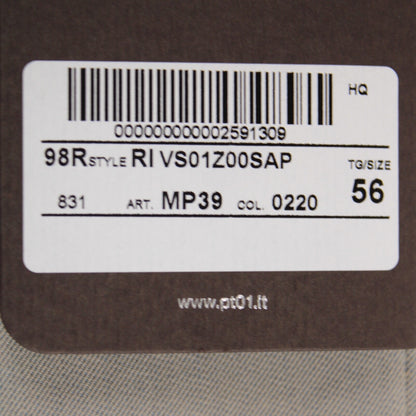 HQ
000000000002591309
98R STYLE RI VS01Z00SAP TG/SIZE
831 ART. MP39 COL. 0220 56
www.pt01.it